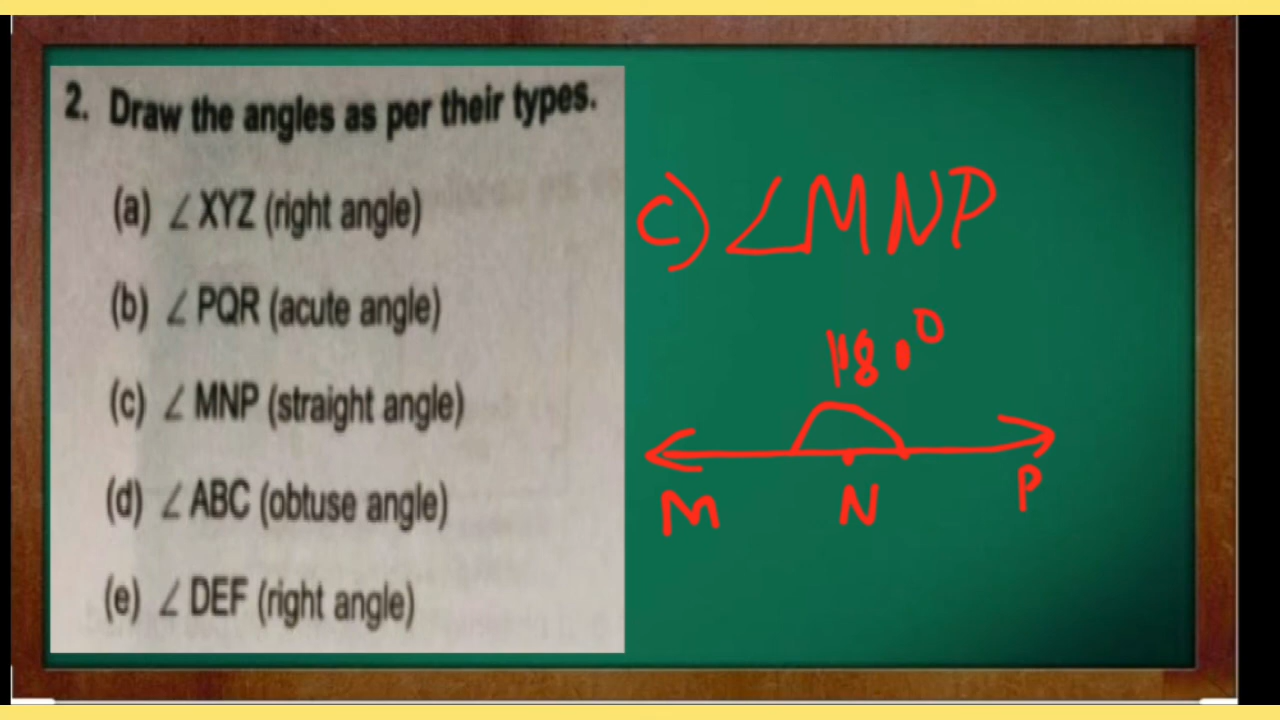 2. Draw the angles as per their types.
(a) ∠ XYZ (right angle)
(b) ∠ PQR (acute angle)
(c) ∠ MNP (straight angle)
(d) ∠ ABC (obtuse angle)
(e) ∠ DEF (right angle)
c) ∠MNP
180°
M N P